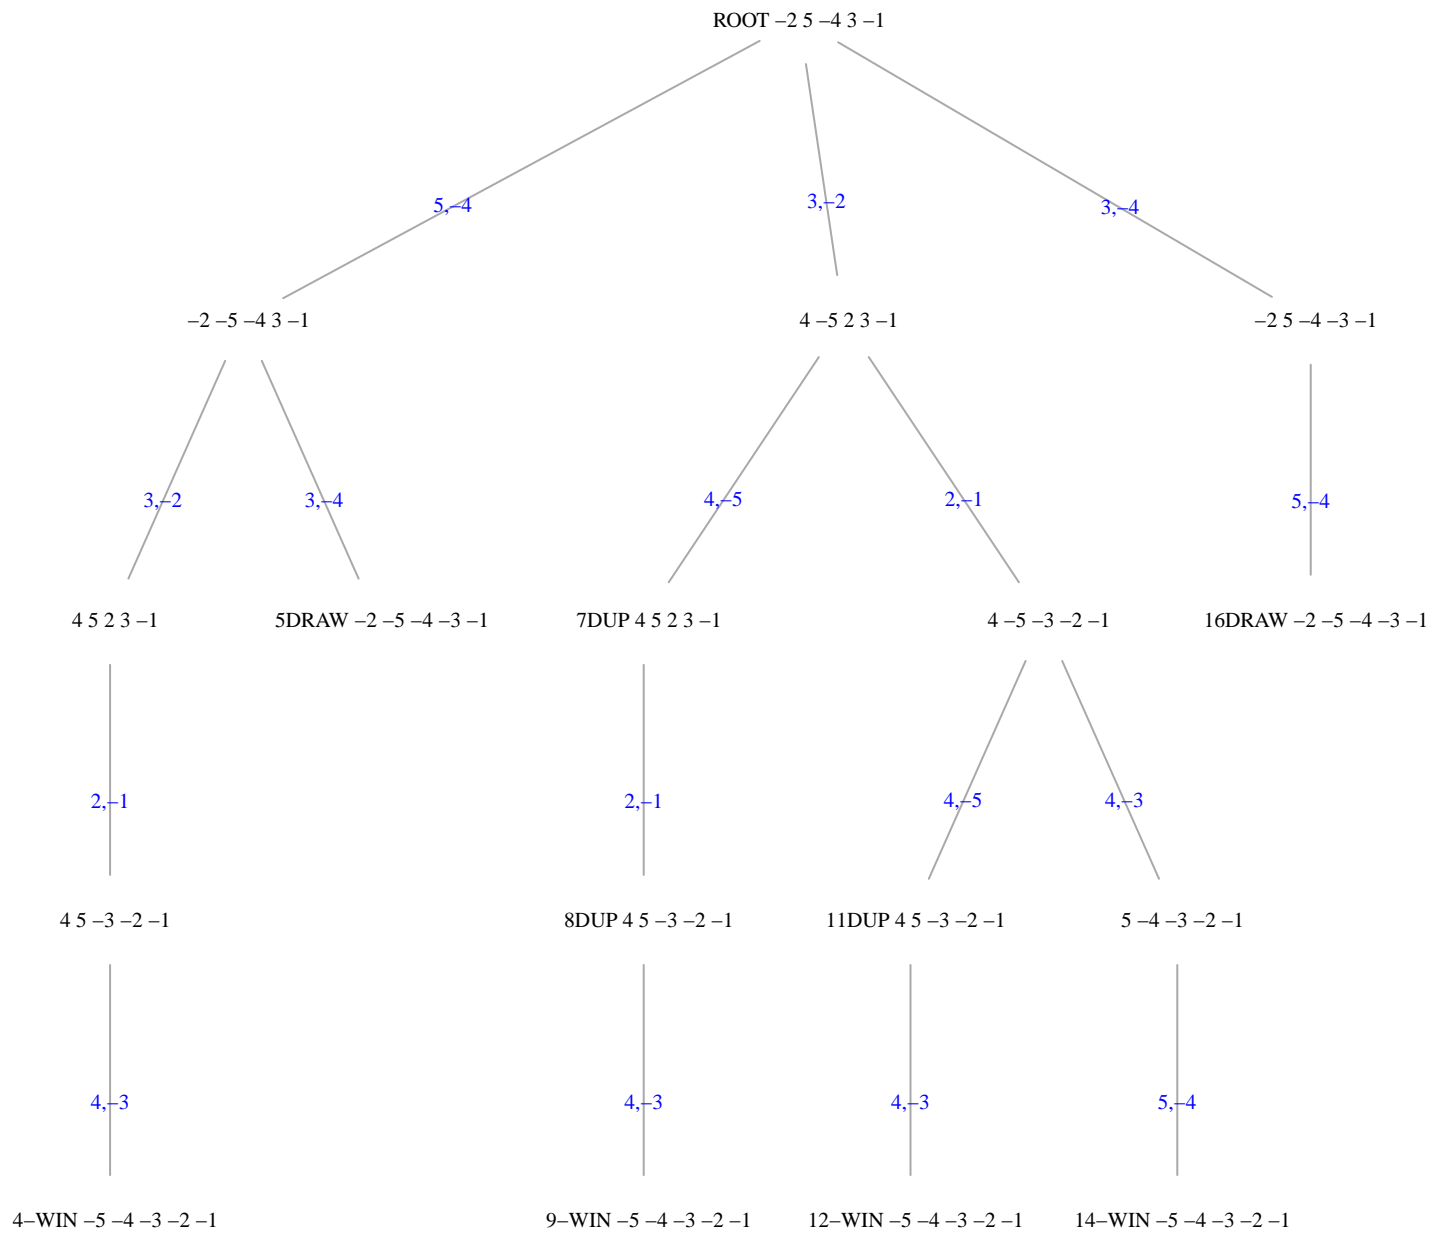 ROOT –2 5 –4 3 –1
5,–4
3,–2
3,–4
–2 –5 –4 3 –1
4 –5 2 3 –1
–2 5 –4 –3 –1
3,–2
3,–4
4,–5
2,–1
5,–4
4 5 2 3 –1
5DRAW –2 –5 –4 –3 –1
7DUP 4 5 2 3 –1
4 –5 –3 –2 –1
16DRAW –2 –5 –4 –3 –1
2,–1
2,–1
4,–5
4,–3
4 5 –3 –2 –1
8DUP 4 5 –3 –2 –1
11DUP 4 5 –3 –2 –1
5 –4 –3 –2 –1
4,–3
4,–3
4,–3
5,–4
4–WIN –5 –4 –3 –2 –1
9–WIN –5 –4 –3 –2 –1
12–WIN –5 –4 –3 –2 –1
14–WIN –5 –4 –3 –2 –1